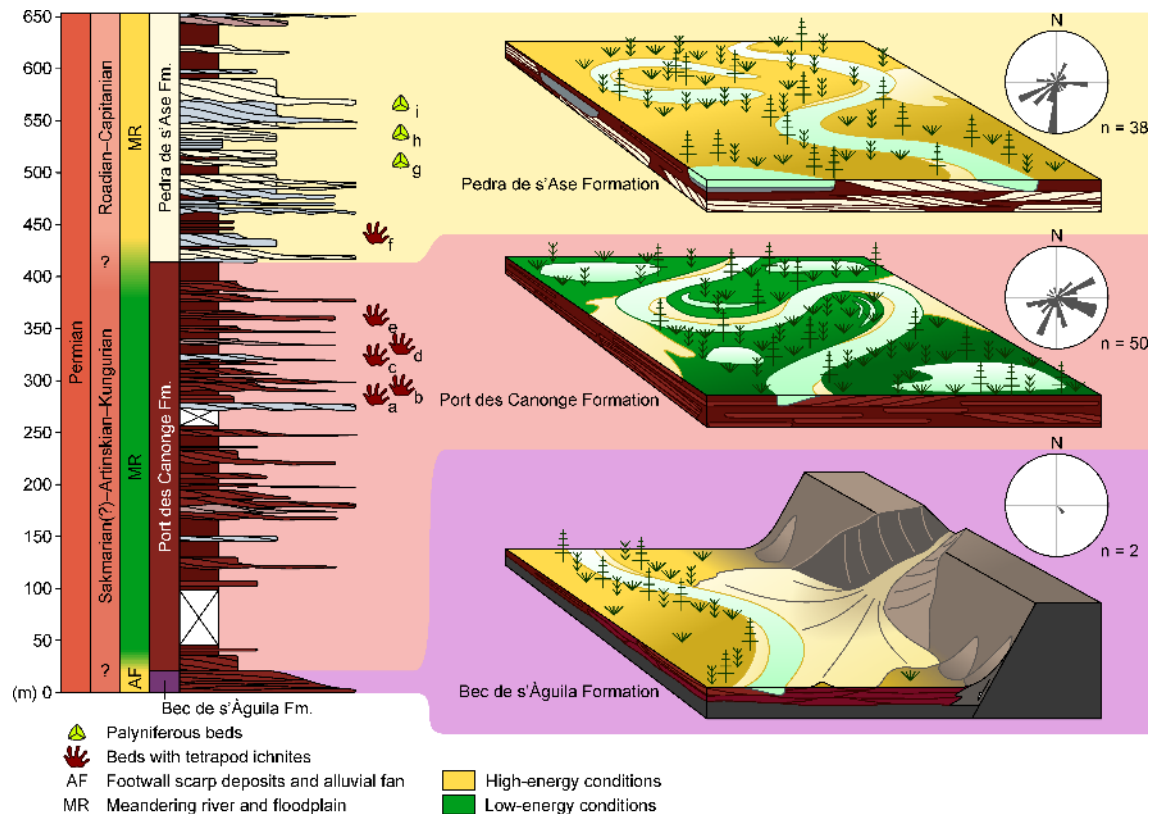 650
600
550
500
450
400
350
300
250
200
150
100
50
(m) 0
Permian
Roadian–Capitanian
?
Sakmarian(?)–Artinskian–Kungurian
?
MR
MR
AF
Pedra de s'Ase Fm.
Port des Canonge Fm.
Bec de s'Àguila Fm.
i
h
g
f
e
d
c
b
a
Pedra de s'Ase Formation
N
n = 38
Port des Canonge Formation
N
n = 50
Bec de s'Àguila Formation
N
n = 2
Palyniferous beds
Beds with tetrapod ichnites
AF Footwall scarp deposits and alluvial fan
MR Meandering river and floodplain
High-energy conditions
Low-energy conditions